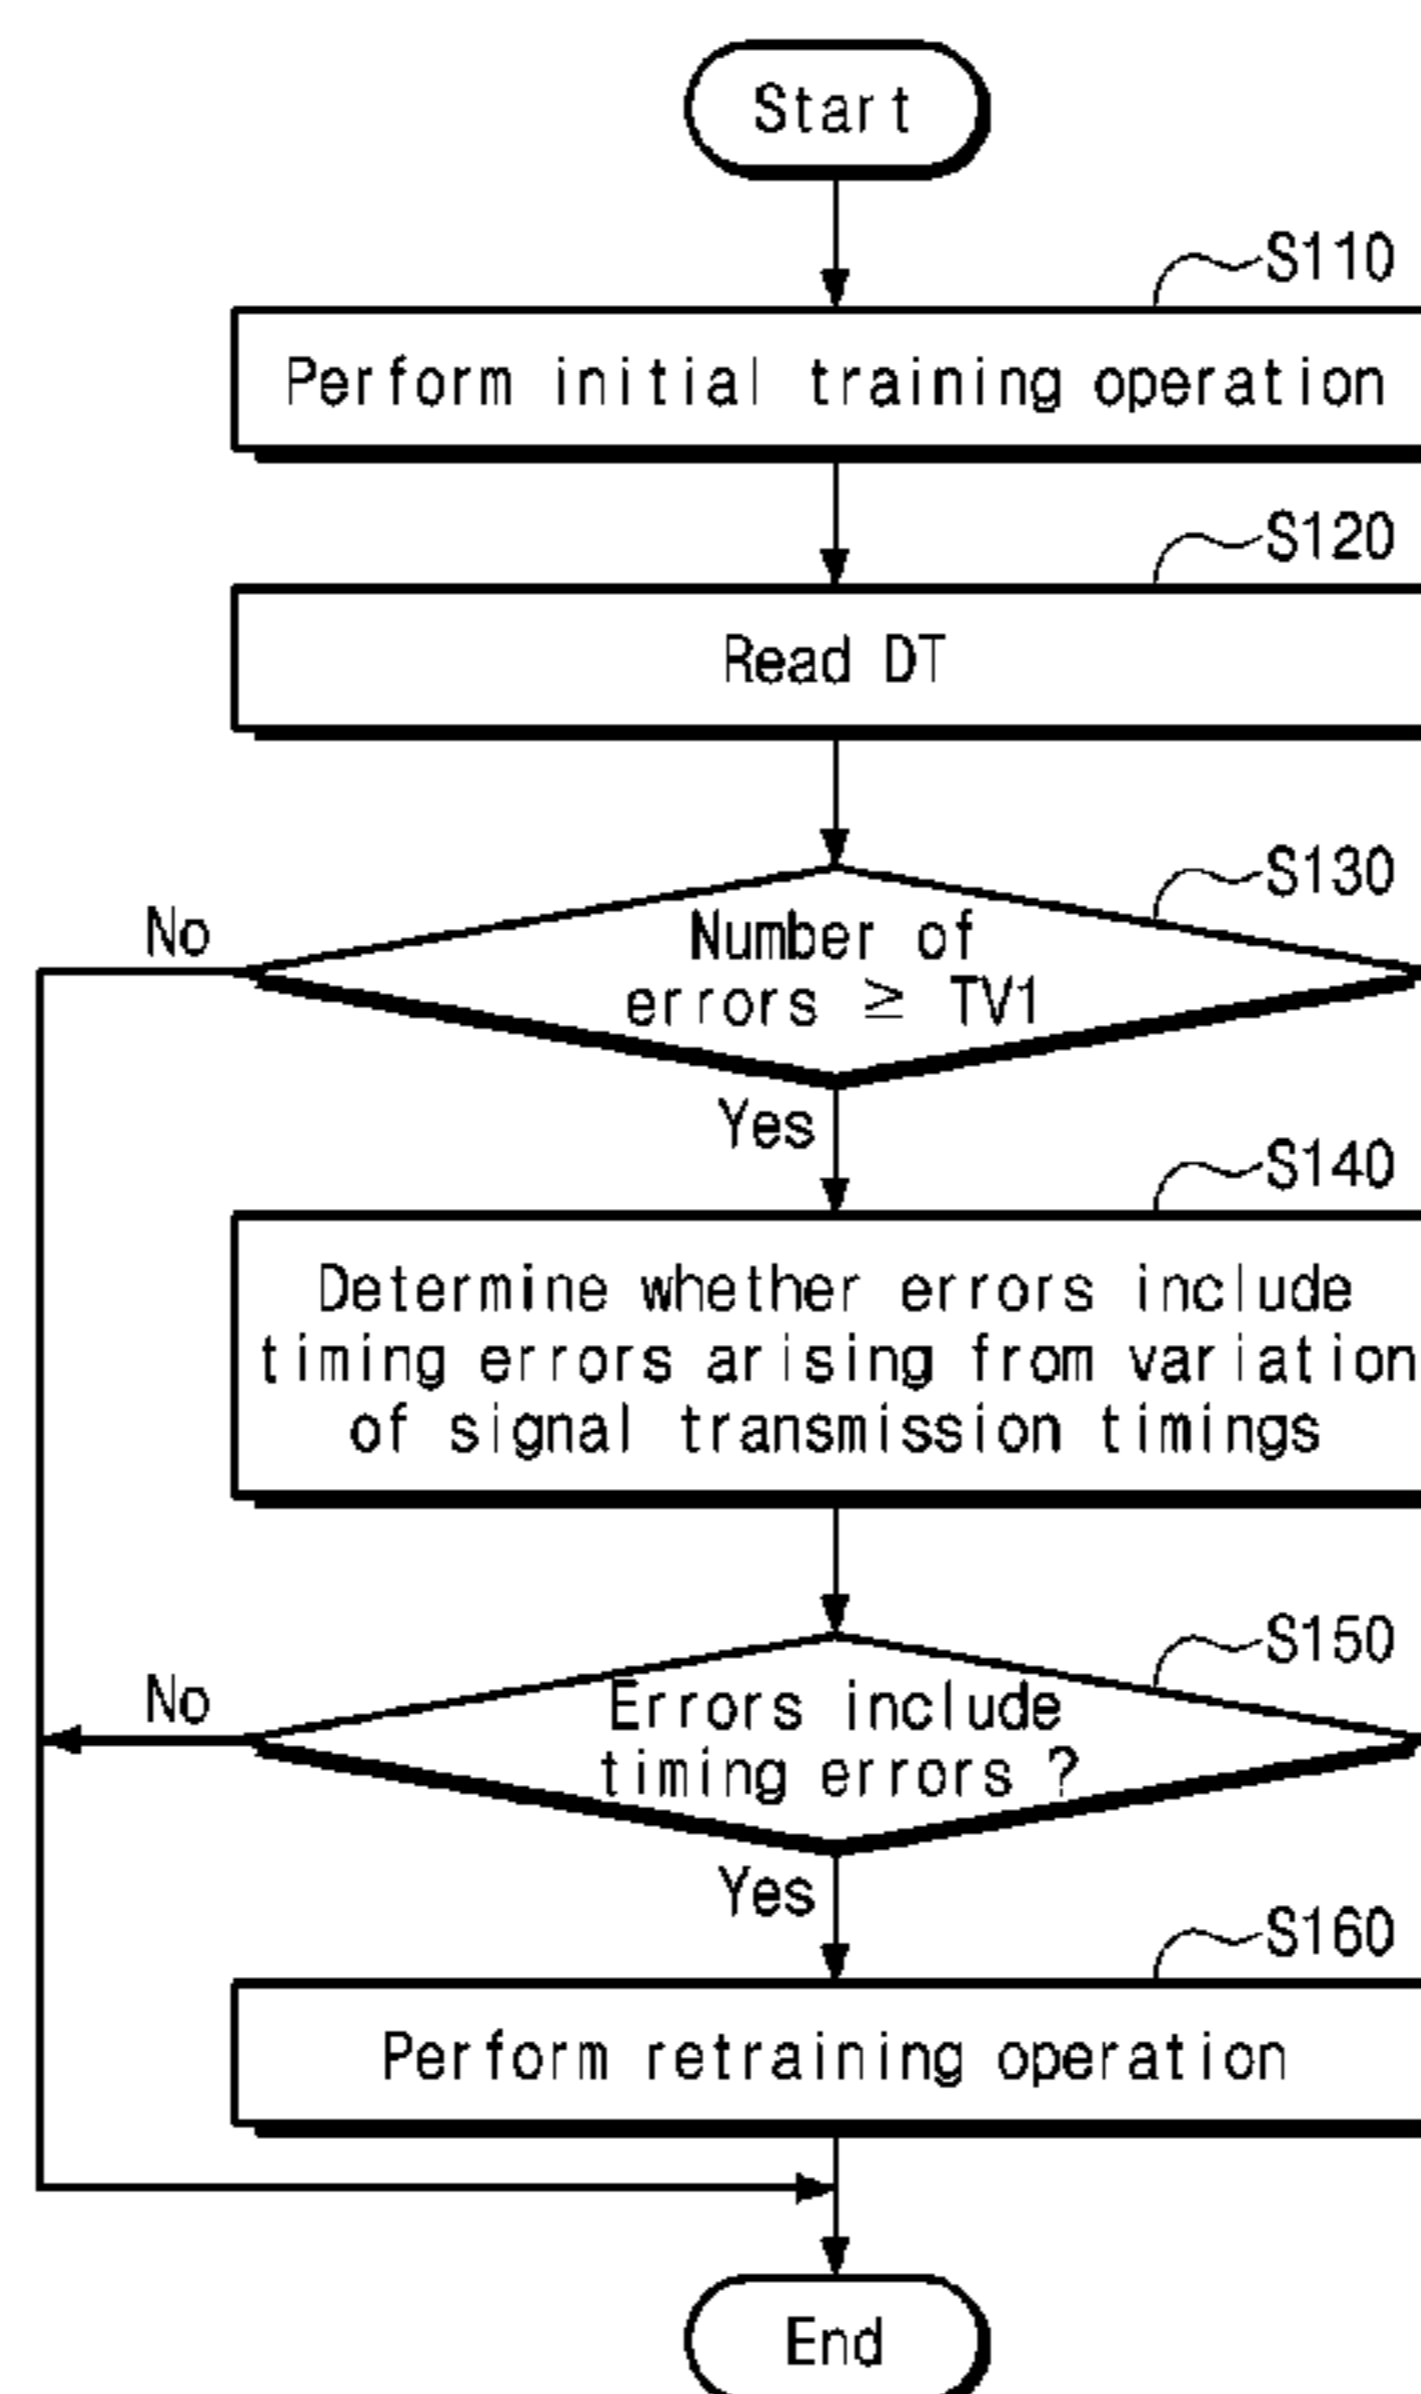 Start
S110
Perform initial training operation
S120
Read DT
S130
No
Number of
errors ≥ TV1
Yes
S140
Determine whether errors include
timing errors arising from variation
of signal transmission timings
S150
No
Errors include
timing errors ?
Yes
S160
Perform retraining operation
End